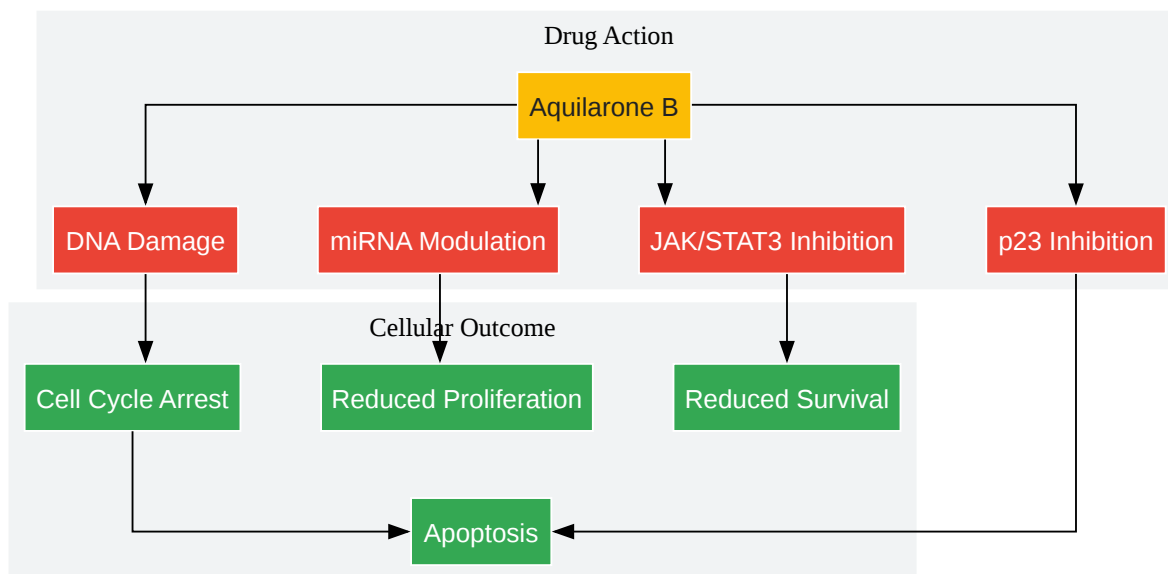 Drug Action
Aquilarone B
DNA Damage
miRNA Modulation
JAK/STAT3 Inhibition
p23 Inhibition
Cellular Outcome
Cell Cycle Arrest
Reduced Proliferation
Reduced Survival
Apoptosis